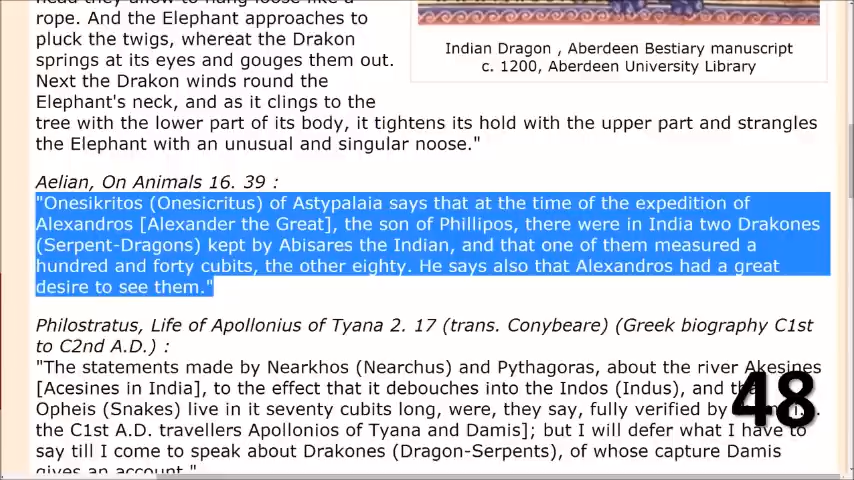 head they allow to hang loose like a
rope. And the Elephant approaches to
pluck the twigs, whereat the Drakon
springs at its eyes and gouges them out.
Next the Drakon winds round the
Elephant's neck, and as it clings to the
tree with the lower part of its body, it tightens its hold with the upper part and strangles
the Elephant with an unusual and singular noose."
Indian Dragon , Aberdeen Bestiary manuscript
c. 1200, Aberdeen University Library
Aelian, On Animals 16. 39 :
"Onesikritos (Onesicritus) of Astypalaia says that at the time of the expedition of
Alexandros [Alexander the Great], the son of Phillipos, there were in India two Drakones
(Serpent-Dragons) kept by Abisares the Indian, and that one of them measured a
hundred and forty cubits, the other eighty. He says also that Alexandros had a great
desire to see them."
Philostratus, Life of Apollonius of Tyana 2. 17 (trans. Conybeare) (Greek biography C1st
to C2nd A.D.) :
"The statements made by Nearkhos (Nearchus) and Pythagoras, about the river Akesines
[Acesines in India], to the effect that it debouches into the Indos (Indus), and
Opheis (Snakes) live in it seventy cubits long, were, they say, fully verified by
the C1st A.D. travellers Apollonios of Tyana and Damis]; but I will defer what I have to
say till I come to speak about Drakones (Dragon-Serpents), of whose capture Damis
gives an account."
48